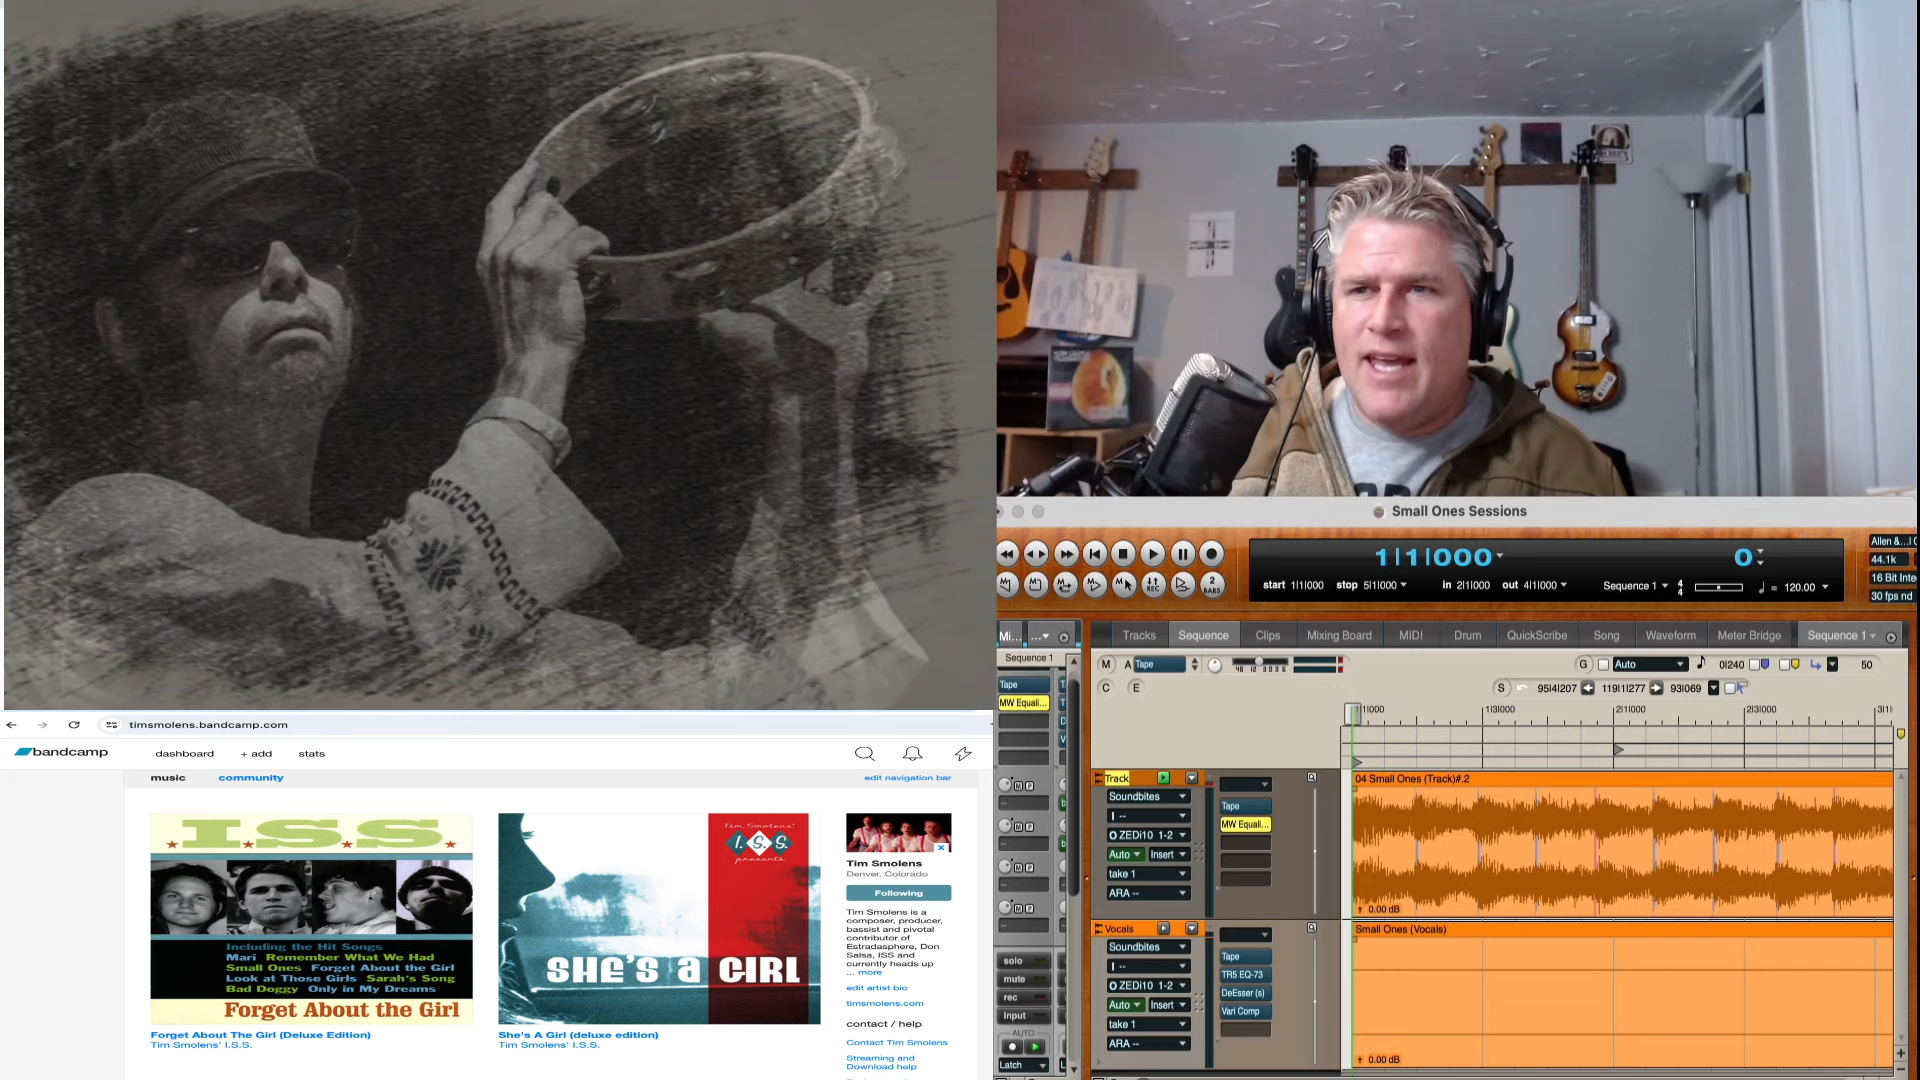 Small Ones Sessions
1|1|000
0
start 1|1|000 stop 5|1|000 in 2|1|000 out 4|1|000 Sequence 1 4 4 = 120.00
44.1k
30 fps nd
2 BARS
REC
Tracks Sequence Clips Mixing Board MIDI Drum QuickScribe Song Waveform Meter Bridge Sequence 1
Sequence 1
M A Tape
G Auto 0|240 50
C E
S 95|4|207 119|1|277 93|069
Tape
MW Equali...
1|3|000 2|1|000 2|3|000
Track
Soundbites
ZEDi10 1-2
Auto Insert
take 1
ARA --
Tape
MW Equali...
04 Small Ones (Track)#.2
0.00 dB
Vocals
Soundbites
ZEDi10 1-2
Auto Insert
take 1
ARA --
Tape
TR5 EQ-73
DeEsser (s)
Vari Comp
Small Ones (Vocals)
0.00 dB
solo
mute
rec
input
AUTO
Latch
timsmolens.bandcamp.com
bandcamp
dashboard + add stats
music community
edit navigation bar
I.S.S
Including the Hit Songs
Mari Remember What We Had
Small Ones Forget About the Girl
Look at Those Girls Sarah's Song
Bad Doggy Only in My Dreams
Forget About the Girl
Forget About The Girl (Deluxe Edition)
Tim Smolens' I.S.S.
Tim Smolens'
I.S.S.
presents
SHe'S a GIRL
She's A Girl (deluxe edition)
Tim Smolens' I.S.S.
Tim Smolens
Denver, Colorado
Following
Tim Smolens is a
composer, producer,
bassist and pivotal
contributor of
Estradasphere, Don
Salsa, ISS and
currently heads up
... more
edit artist bio
timsmolens.com
contact / help
Contact Tim Smolens
Streaming and
Download help